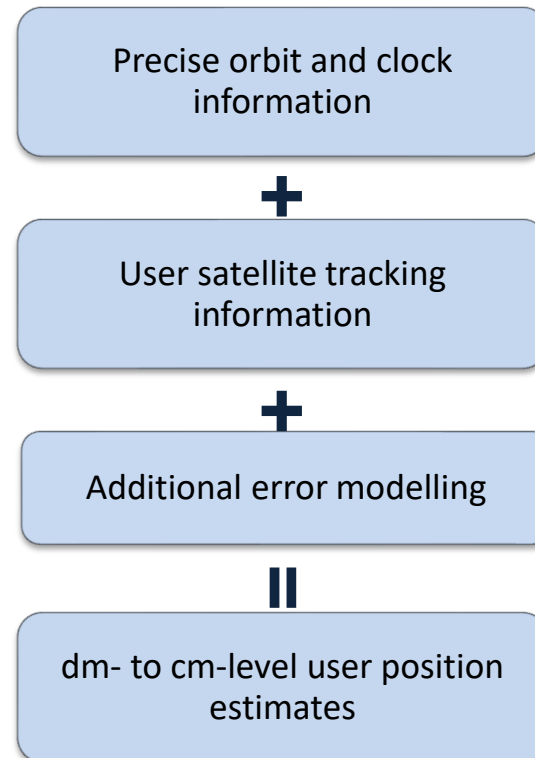 Precise orbit and clock
information
+
User satellite tracking
information
+
Additional error modelling
=
dm- to cm-level user position
estimates